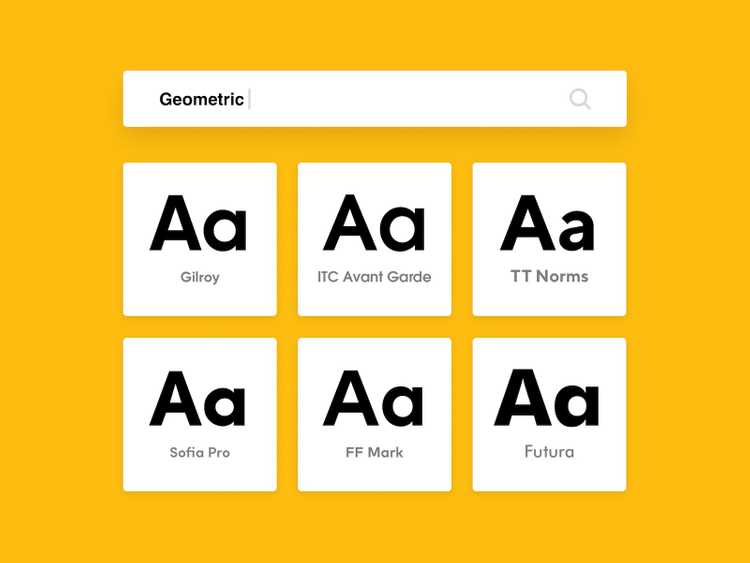 Geometric
Aa
Gilroy
Aa
ITC Avant Garde
Aa
TT Norms
Aa
Sofia Pro
Aa
FF Mark
Aa
Futura